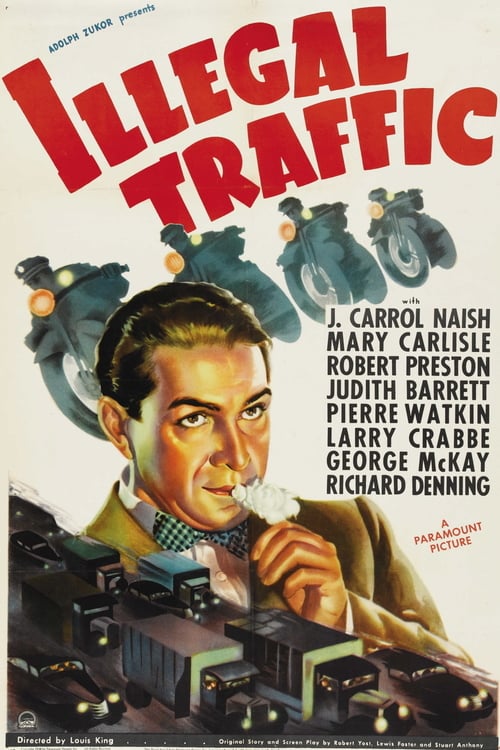 ADOLPH ZUKOR presents
ILLEGAL
TRAFFIC
with
J. CARROL NAISH
MARY CARLISLE
ROBERT PRESTON
JUDITH BARRETT
PIERRE WATKIN
LARRY CRABBE
GEORGE McKAY
RICHARD DENNING
A
PARAMOUNT
PICTURE
Directed by Louis King . . . . . . . Original Story and Screen Play by Robert Yost, Lewis Foster and Stuart Anthony